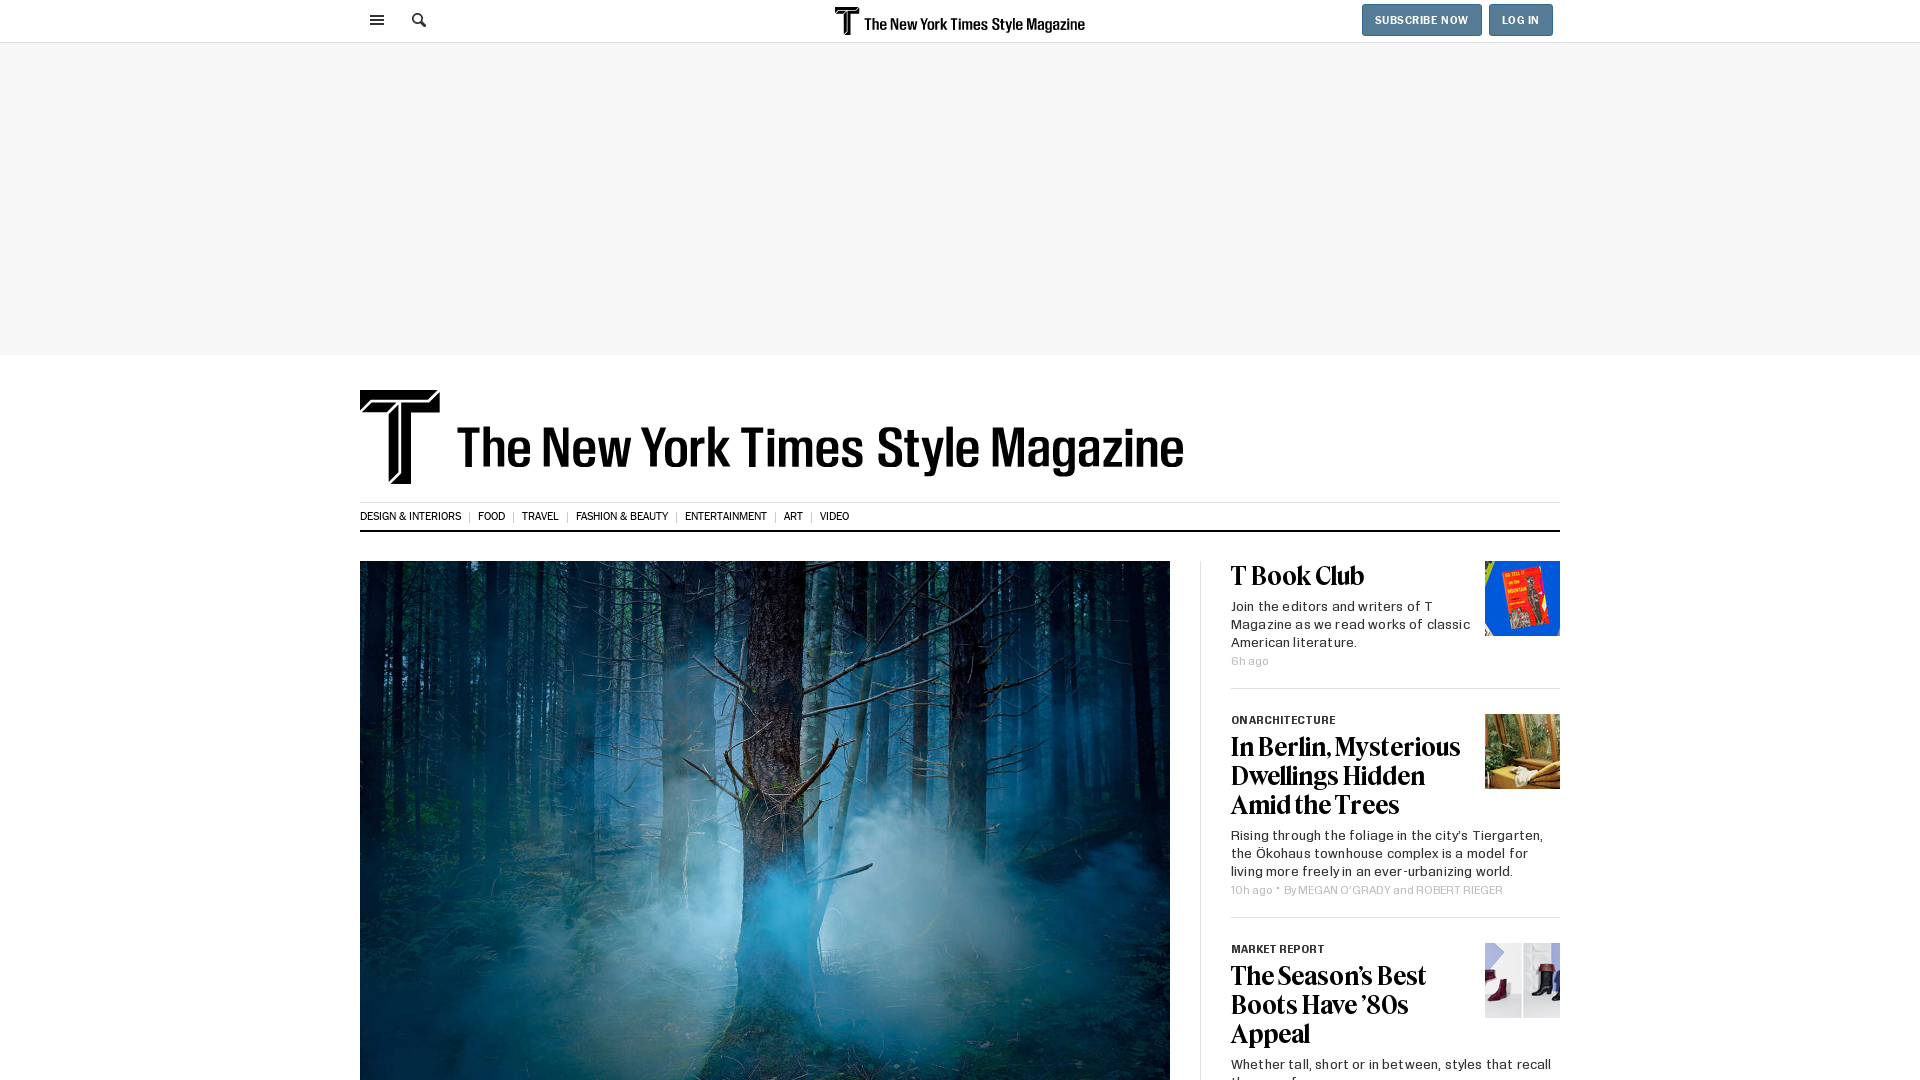 The New York Times Style Magazine
SUBSCRIBE NOW
LOG IN
The New York Times Style Magazine
DESIGN & INTERIORS
FOOD
TRAVEL
FASHION & BEAUTY
ENTERTAINMENT
ART
VIDEO
T Book Club
Join the editors and writers of T
Magazine as we read works of classic
American literature.
6h ago
ON ARCHITECTURE
In Berlin, Mysterious
Dwellings Hidden
Amid the Trees
Rising through the foliage in the city’s Tiergarten,
the Ökohaus townhouse complex is a model for
living more freely in an ever-urbanizing world.
10h ago · By MEGAN O’GRADY and ROBERT RIEGER
MARKET REPORT
The Season’s Best
Boots Have ’80s
Appeal
Whether tall, short or in between, styles that recall